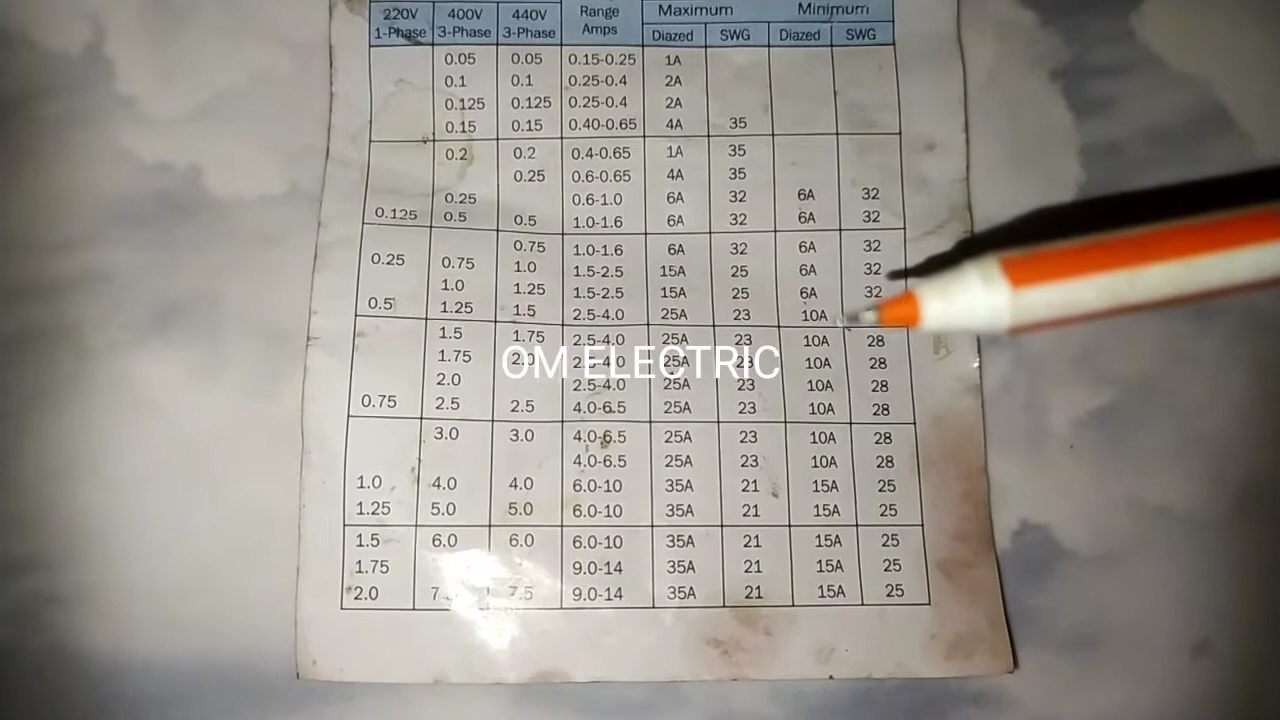 Range Maximum Minimum
220V 400V 440V Amps
1-Phase 3-Phase 3-Phase Diazed SWG Diazed SWG
0.05 0.05 0.15-0.25 1A
0.1 0.1 0.25-0.4 2A
0.125 0.125 0.25-0.4 2A
0.15 0.15 0.40-0.65 4A 35
0.2 0.2 0.4-0.65 1A 35
0.25 0.6-0.65 4A 35
0.25 0.6-1.0 6A 32 6A 32
0.125 0.5 0.5 1.0-1.6 6A 32 6A 32
0.75 1.0-1.6 6A 32 6A 32
0.25 0.75 1.0 1.5-2.5 15A 25 6A 32
1.0 1.25 1.5-2.5 15A 25 6A 32
0.5 1.25 1.5 2.5-4.0 25A 23 10A
1.5 1.75 2.5-4.0 25A 23 10A 28
1.75 2.0 2.5-4.0 25A 23 10A 28
OM ELECTRIC
2.0 2.5-4.0 25A 23 10A 28
0.75 2.5 2.5 4.0-6.5 25A 23 10A 28
3.0 3.0 4.0-6.5 25A 23 10A 28
4.0-6.5 25A 23 10A 28
1.0 4.0 4.0 6.0-10 35A 21 15A 25
1.25 5.0 5.0 6.0-10 35A 21 15A 25
1.5 6.0 6.0 6.0-10 35A 21 15A 25
1.75 9.0-14 35A 21 15A 25
2.0 7.5 9.0-14 35A 21 15A 25